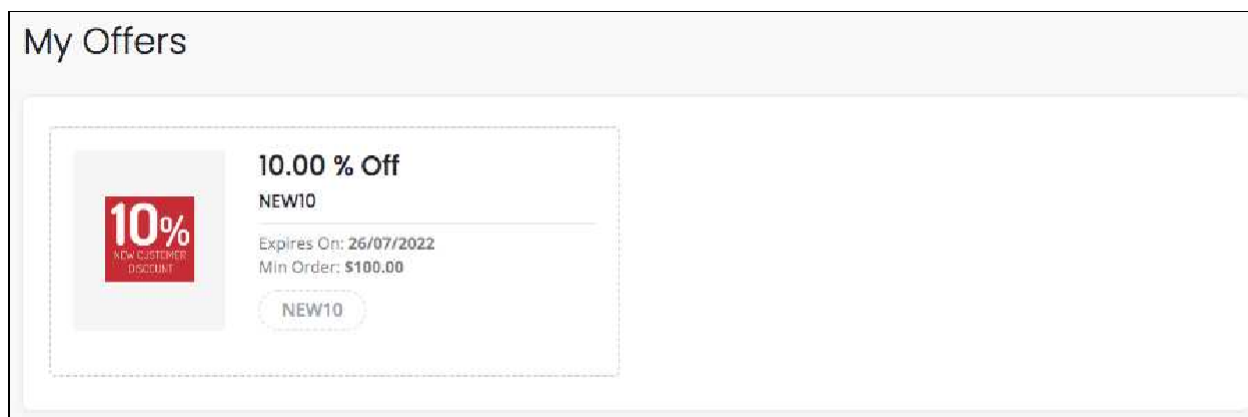 My Offers
10%
NEW CUSTOMER
DISCOUNT
10.00 % Off
NEW10
Expires On: 26/07/2022
Min Order: $100.00
NEW10